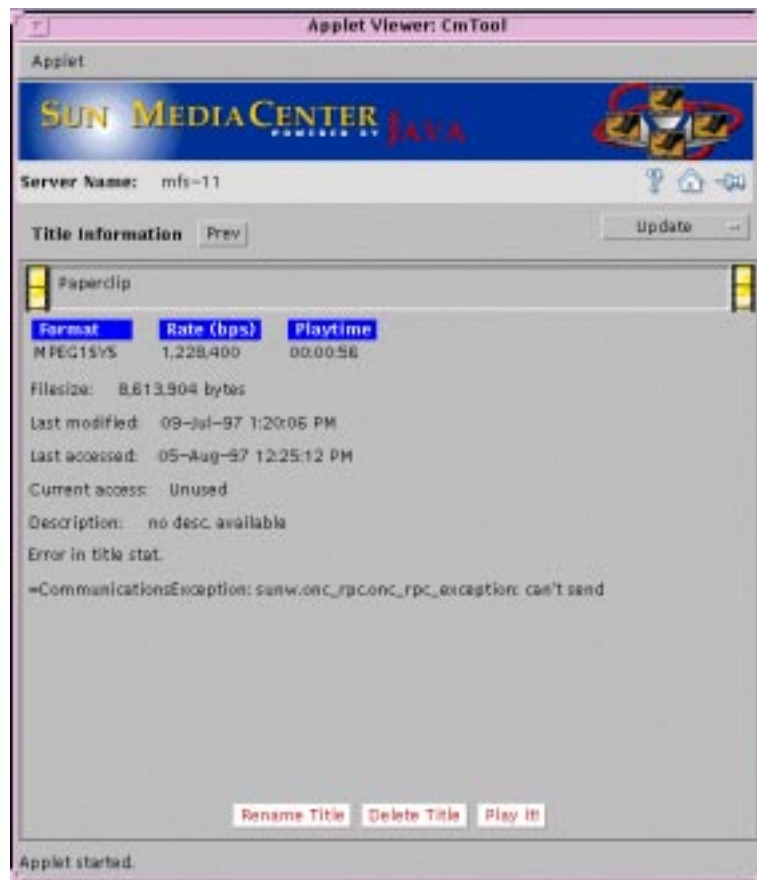 Applet Viewer: CmTool
Applet
SUN MEDIACENTER
POWERED BY JAVA
Server Name: mfs-11
Title Information Prev Update
Paperclip
Format Rate (bps) Playtime
MPEG1SYS 1,228,400 00:00:56
Filesize: 8,613,904 bytes
Last modified: 09-Jul-97 1:20:06 PM
Last accessed: 05-Aug-97 12:25:12 PM
Current access: Unused
Description: no desc. available
Error in title stat.
=CommunicationsException: sunw.onc_rpc.onc_rpc_exception: can't send
Rename Title Delete Title Play it!
Applet started.